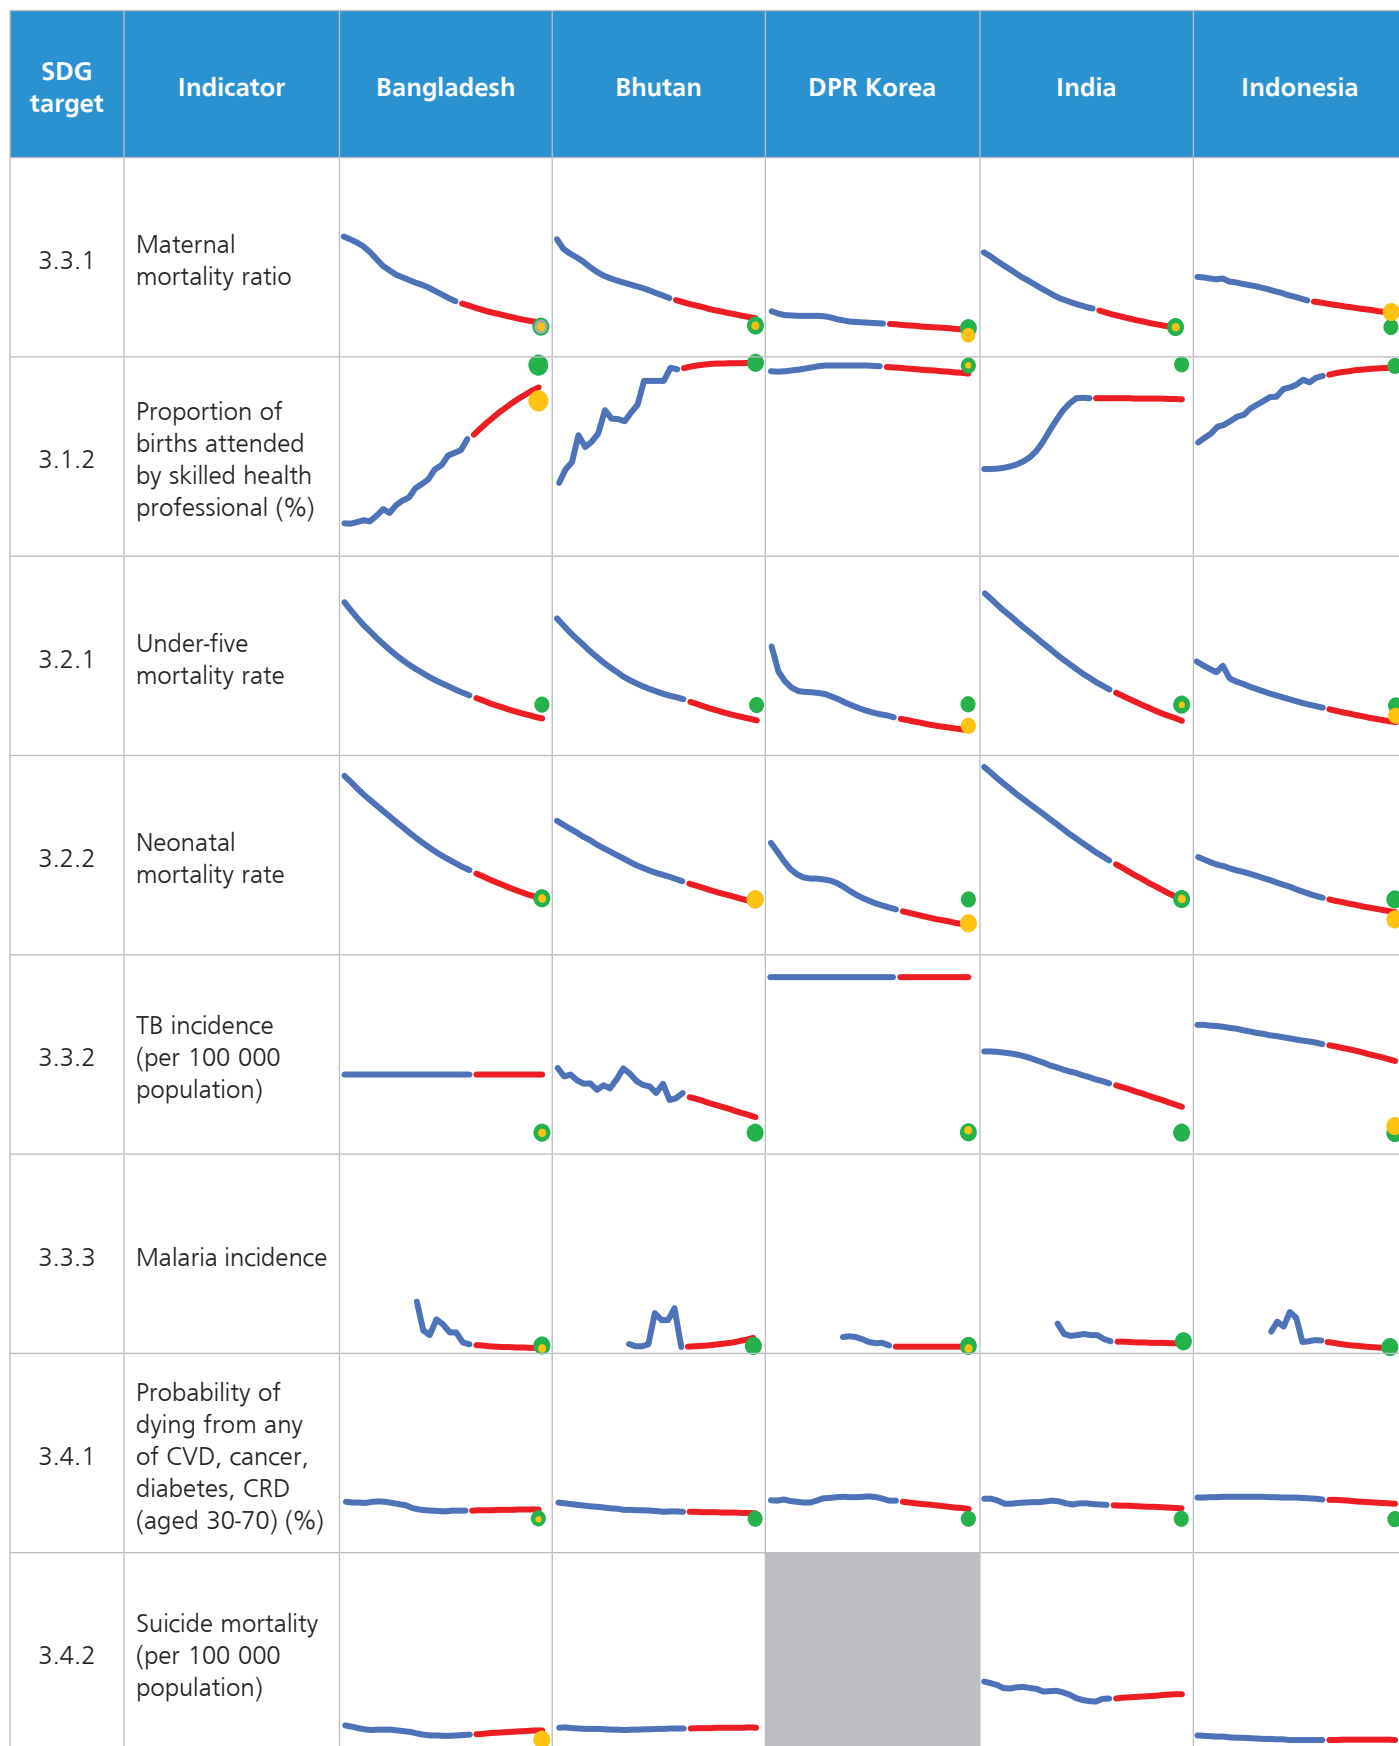 SDG
target
Indicator
Bangladesh
Bhutan
DPR Korea
India
Indonesia
3.3.1
Maternal
mortality ratio
3.1.2
Proportion of
births attended
by skilled health
professional (%)
3.2.1
Under-five
mortality rate
3.2.2
Neonatal
mortality rate
3.3.2
TB incidence
(per 100 000
population)
3.3.3
Malaria incidence
3.4.1
Probability of
dying from any
of CVD, cancer,
diabetes, CRD
(aged 30-70) (%)
3.4.2
Suicide mortality
(per 100 000
population)